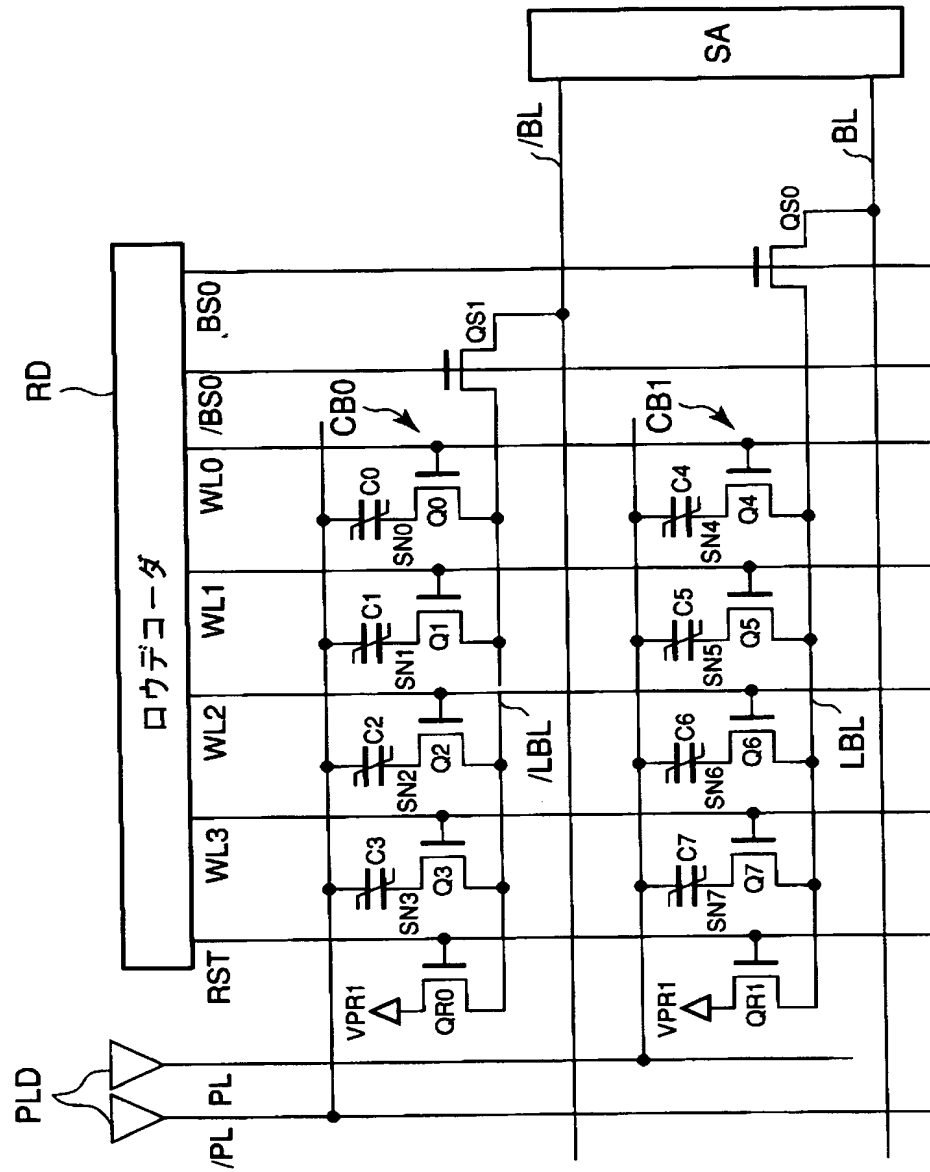 RD
ロウデコーダ
PLD
/PL
PL
RST
WL3
WL2
WL1
WL0
/BS0
BS0
CB0
C3
C2
C1
C0
SN3
SN2
SN1
SN0
VPR1
QR0
Q3
Q2
Q1
Q0
QS1
/LBL
/BL
SA
CB1
C7
C6
C5
C4
SN7
SN6
SN5
SN4
VPR1
QR1
Q7
Q6
Q5
Q4
QS0
LBL
BL